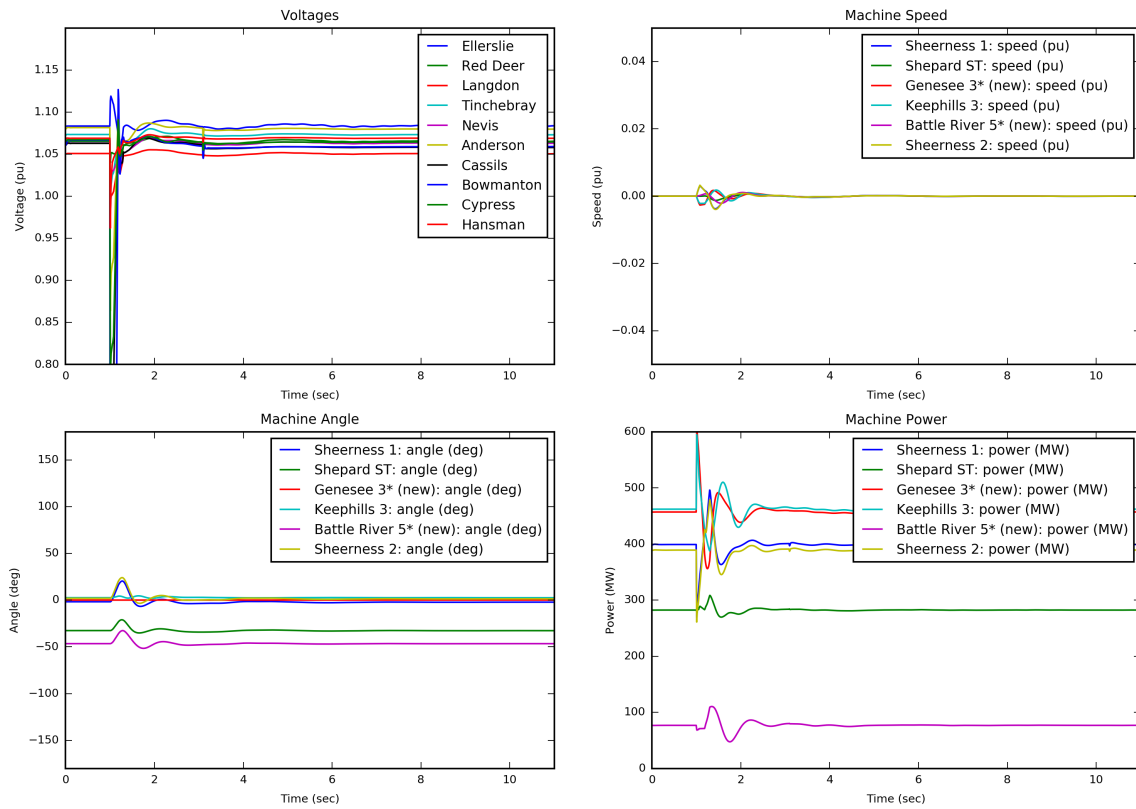 Voltages
Voltage (pu)
1.15
1.10
1.05
1.00
0.95
0.90
0.85
0.80
0
2
4
6
8
10
Time (sec)
Ellerslie
Red Deer
Langdon
Tinchebray
Nevis
Anderson
Cassils
Bowmanton
Cypress
Hansman
Machine Speed
Speed (pu)
0.04
0.02
0.00
−0.02
−0.04
0
2
4
6
8
10
Time (sec)
Sheerness 1: speed (pu)
Shepard ST: speed (pu)
Genesee 3* (new): speed (pu)
Keephills 3: speed (pu)
Battle River 5* (new): speed (pu)
Sheerness 2: speed (pu)
Machine Angle
Angle (deg)
150
100
50
0
−50
−100
−150
0
2
4
6
8
10
Time (sec)
Sheerness 1: angle (deg)
Shepard ST: angle (deg)
Genesee 3* (new): angle (deg)
Keephills 3: angle (deg)
Battle River 5* (new): angle (deg)
Sheerness 2: angle (deg)
Machine Power
Power (MW)
600
500
400
300
200
100
0
0
2
4
6
8
10
Time (sec)
Sheerness 1: power (MW)
Shepard ST: power (MW)
Genesee 3* (new): power (MW)
Keephills 3: power (MW)
Battle River 5* (new): power (MW)
Sheerness 2: power (MW)